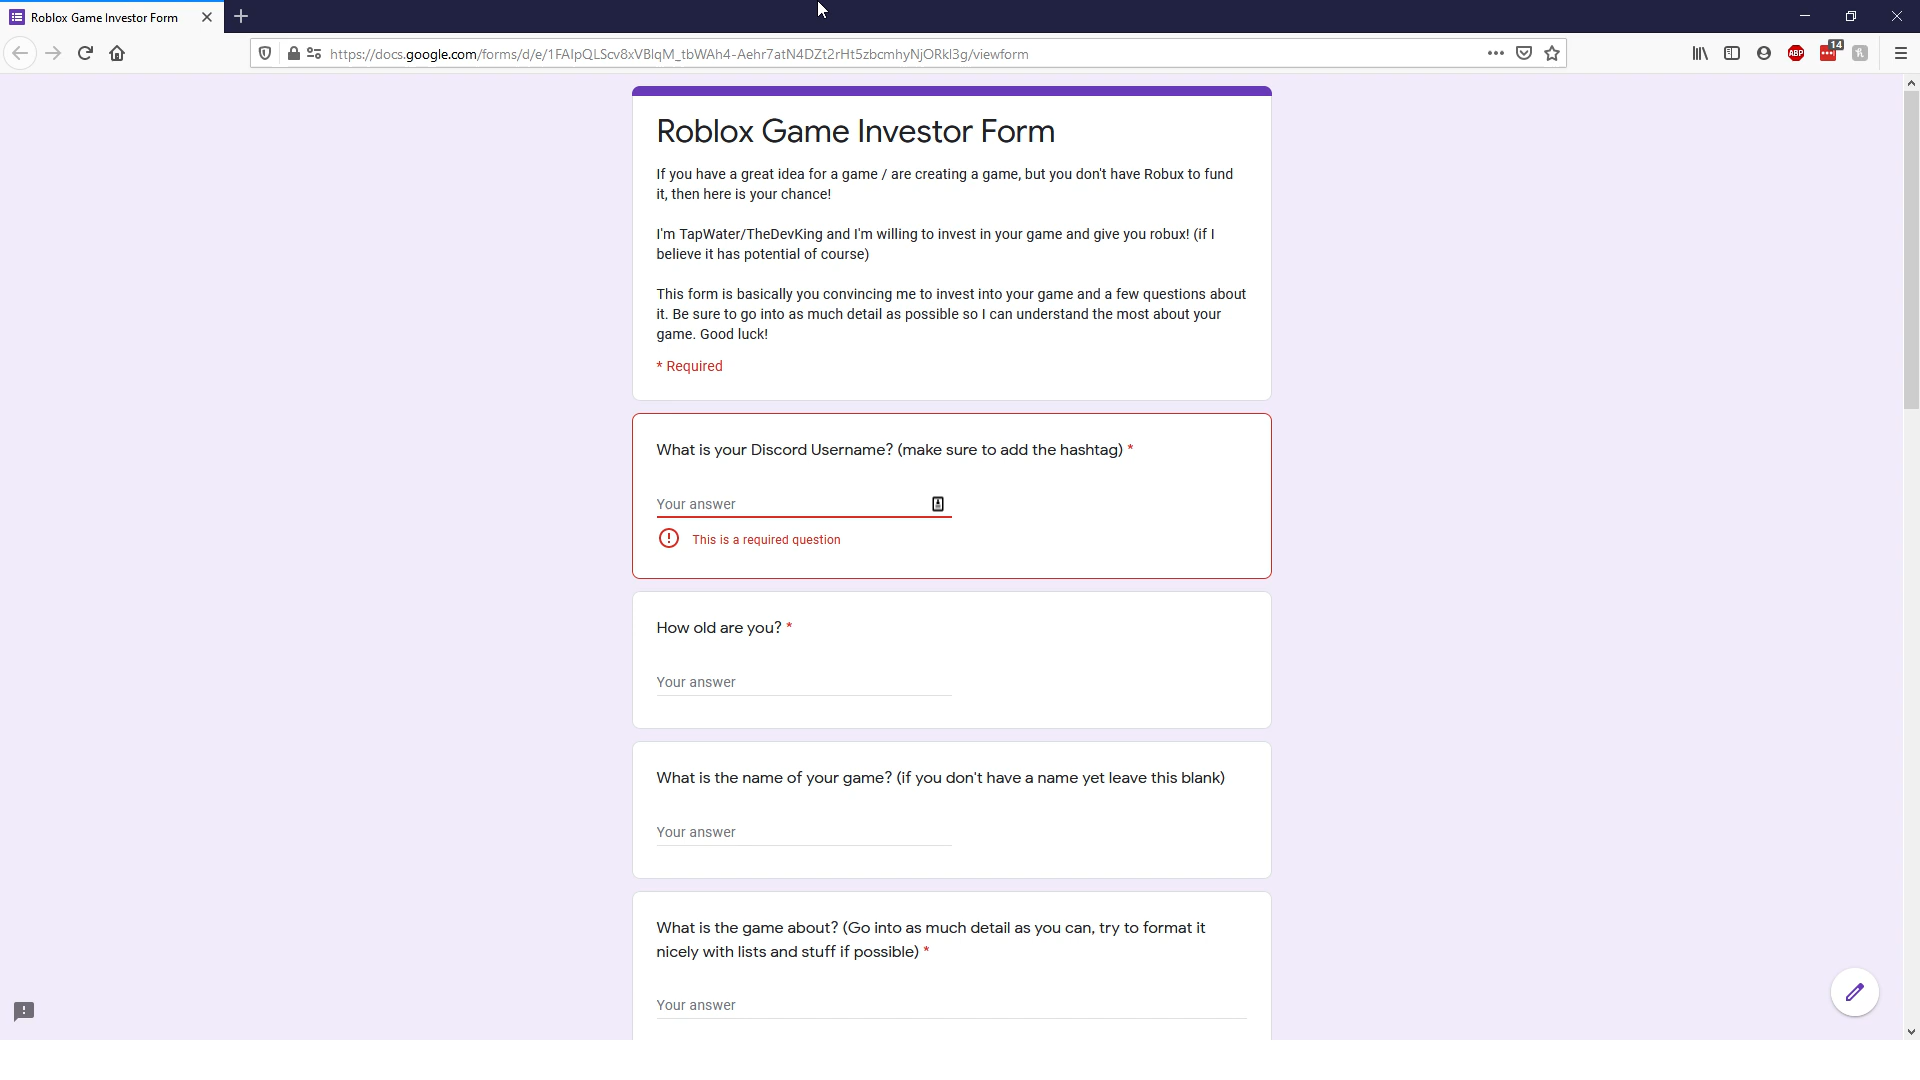 Roblox Game Investor Form
https://docs.google.com/forms/d/e/1FAIpQLScv8xVBlqM_tbWAh4-Aehr7atN4DZt2rHt5zbcmhyNjORkl3g/viewform
ABP
14
Roblox Game Investor Form
If you have a great idea for a game / are creating a game, but you don't have Robux to fund
it, then here is your chance!
I'm TapWater/TheDevKing and I'm willing to invest in your game and give you robux! (if I
believe it has potential of course)
This form is basically you convincing me to invest into your game and a few questions about
it. Be sure to go into as much detail as possible so I can understand the most about your
game. Good luck!
* Required
What is your Discord Username? (make sure to add the hashtag) *
Your answer
This is a required question
How old are you? *
Your answer
What is the name of your game? (if you don't have a name yet leave this blank)
Your answer
What is the game about? (Go into as much detail as you can, try to format it
nicely with lists and stuff if possible) *
Your answer